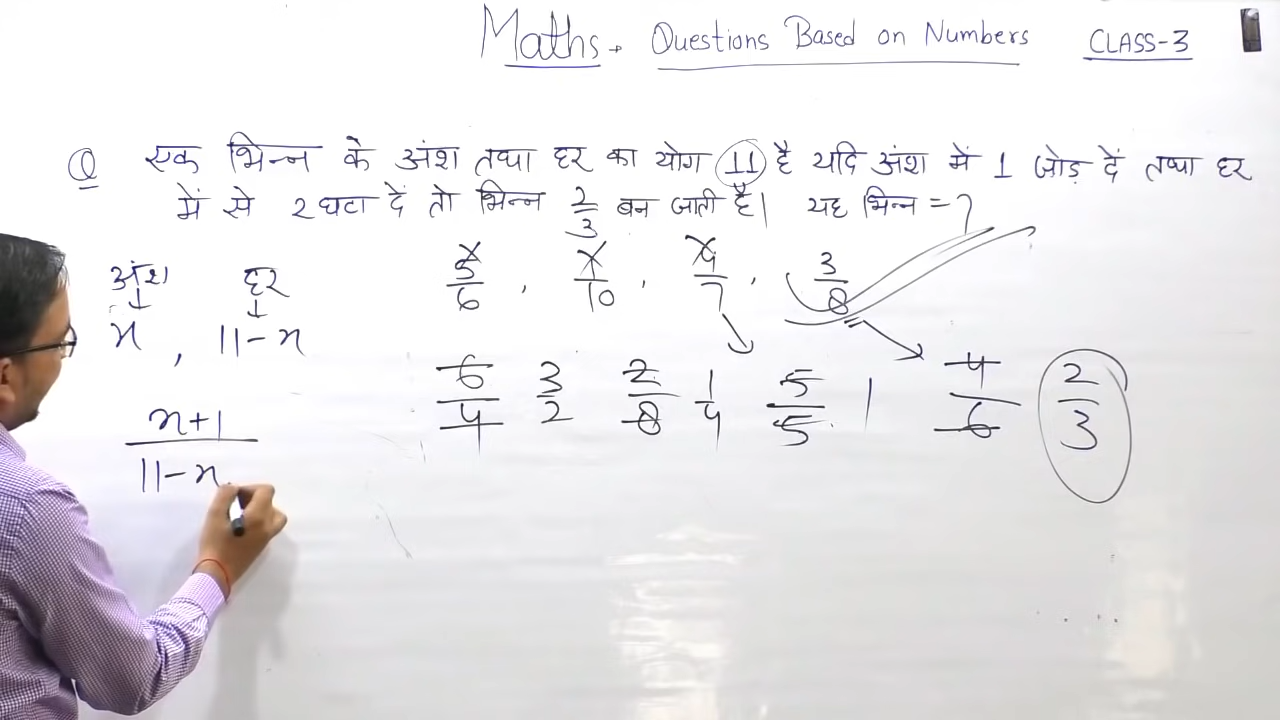 Maths. Questions Based on Numbers CLASS-3
Q एक भिन्न के अंश तथा हर का योग 11 है यदि अंश में 1 जोड़ दें तथा हर
में से 2 घटा दें तो भिन्न 2/3 बन जाती है। यह भिन्न = ?
अंश हर
x , 11-x
5/6 , 1/10 , 4/7 , 3/8
6/4 3/2 2/8 1/4 5/5 1 4/6 2/3
x+1
11-x